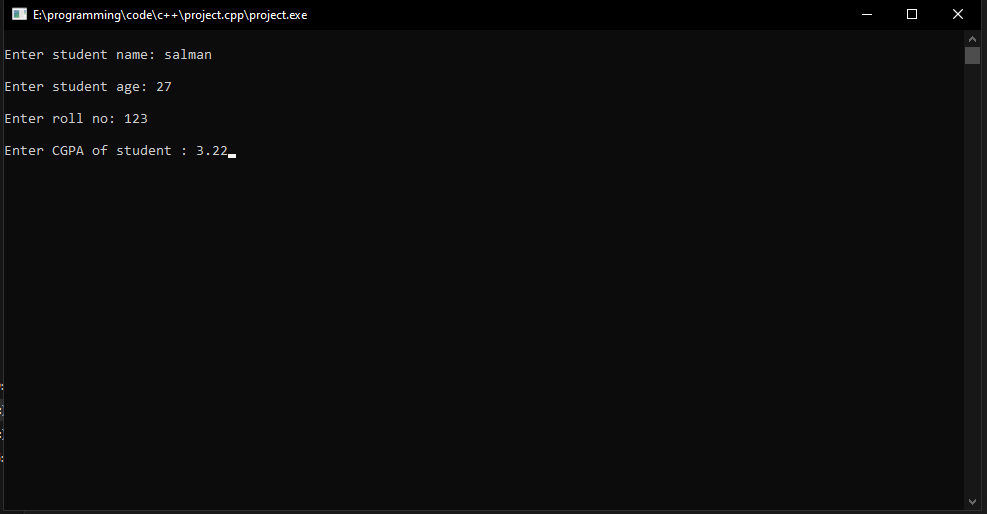 E:\programming\code\c++\project.cpp\project.exe
Enter student name: salman
Enter student age: 27
Enter roll no: 123
Enter CGPA of student : 3.22